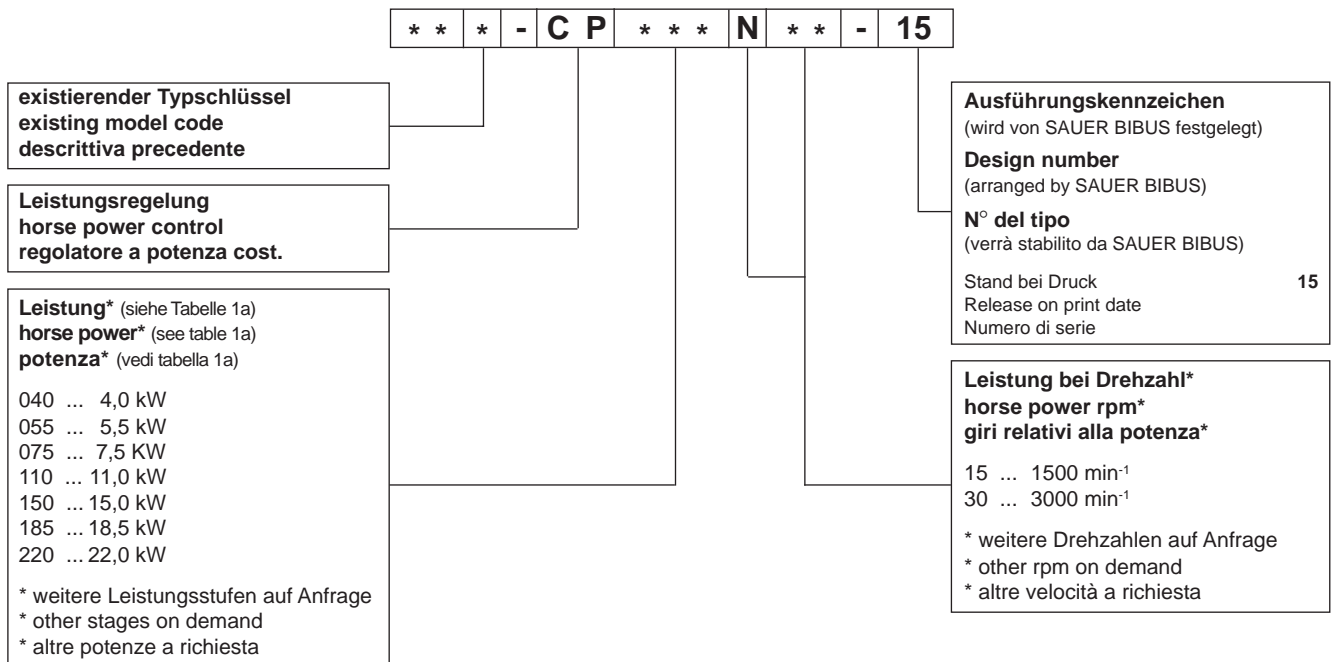 * * * - C P * * * N * * - 15
existierender Typschlüssel
existing model code
descrittiva precedente
Leistungsregelung
horse power control
regolatore a potenza cost.
Leistung* (siehe Tabelle 1a)
horse power* (see table 1a)
potenza* (vedi tabella 1a)
040 ... 4,0 kW
055 ... 5,5 kW
075 ... 7,5 KW
110 ... 11,0 kW
150 ... 15,0 kW
185 ... 18,5 kW
220 ... 22,0 kW
* weitere Leistungsstufen auf Anfrage
* other stages on demand
* altre potenze a richiesta
Ausführungskennzeichen
(wird von SAUER BIBUS festgelegt)
Design number
(arranged by SAUER BIBUS)
N° del tipo
(verrà stabilito da SAUER BIBUS)
Stand bei Druck 15
Release on print date
Numero di serie
Leistung bei Drehzahl*
horse power rpm*
giri relativi alla potenza*
15 ... 1500 min⁻¹
30 ... 3000 min⁻¹
* weitere Drehzahlen auf Anfrage
* other rpm on demand
* altre velocità a richiesta